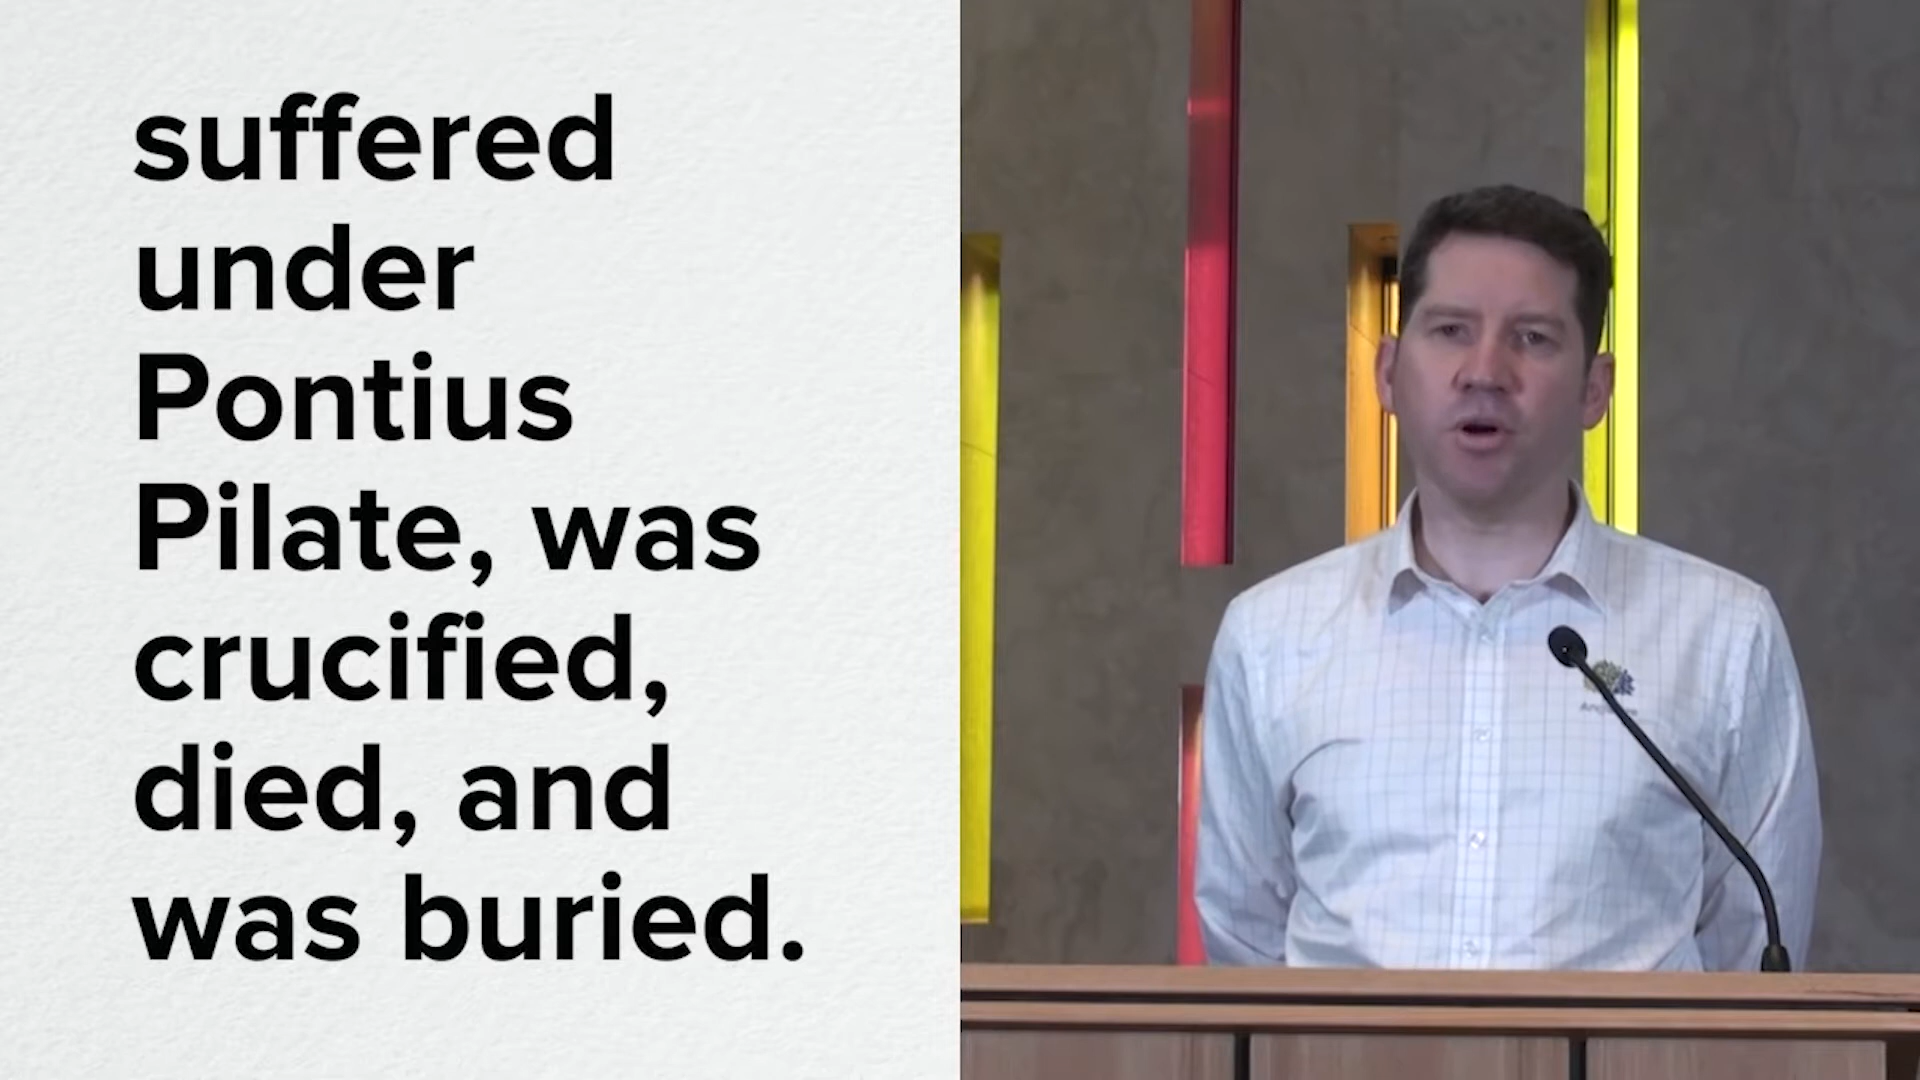 suffered
under
Pontius
Pilate, was
crucified,
died, and
was buried.